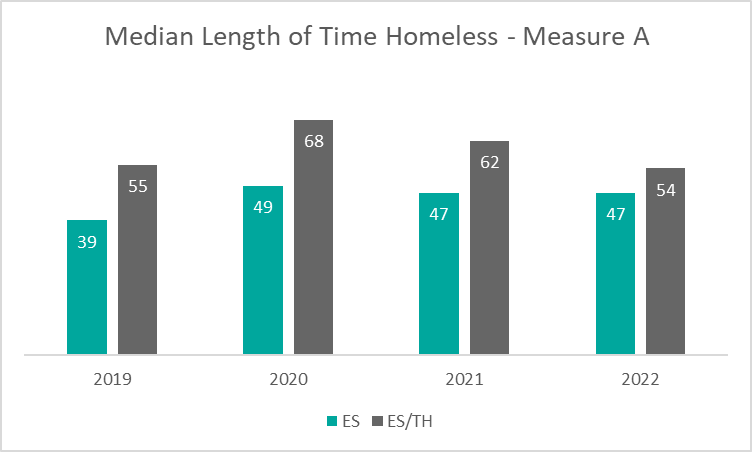 Median Length of Time Homeless - Measure A
39 55 49 68 47 62 47 54
2019 2020 2021 2022
ES ES/TH